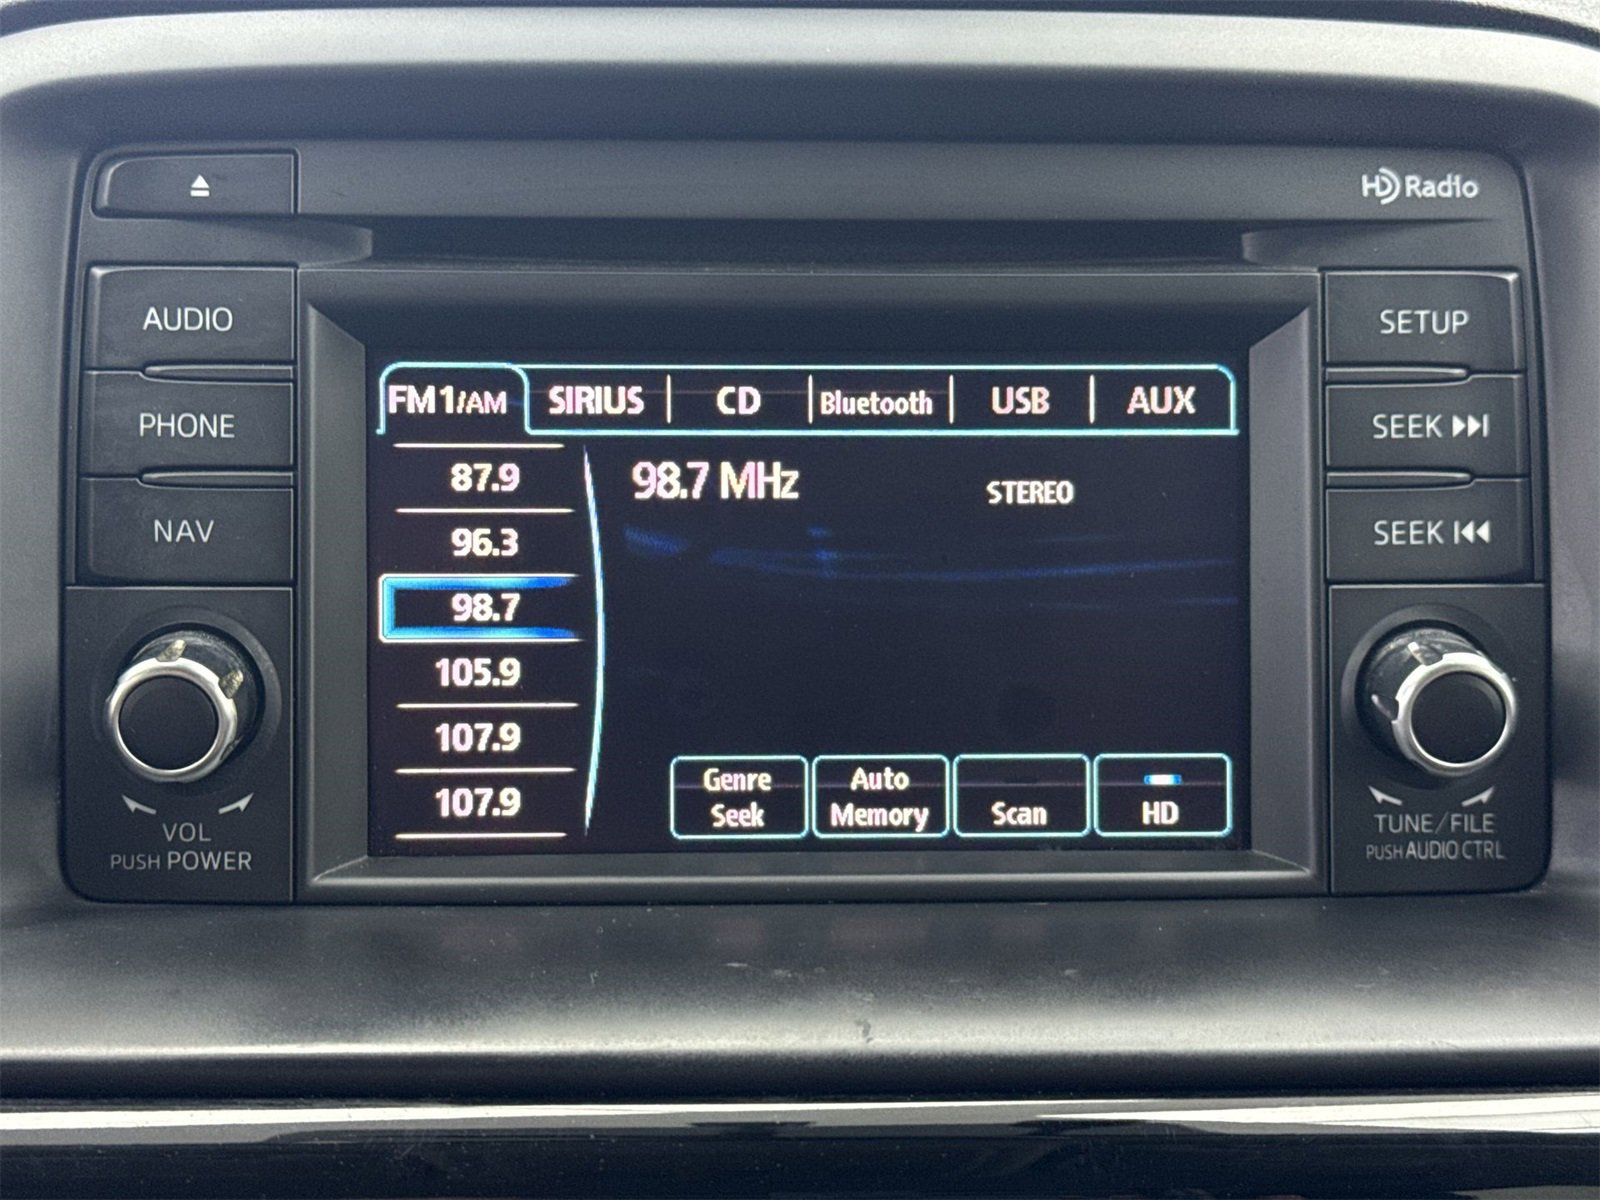 HD Radio
AUDIO
PHONE
NAV
VOL
PUSH POWER
FM1/AM SIRIUS CD Bluetooth USB AUX
87.9
96.3
98.7
105.9
107.9
107.9
98.7 MHz STEREO
Genre
Seek
Auto
Memory
Scan
HD
SETUP
SEEK
SEEK
TUNE/FILE
PUSH AUDIO CTRL